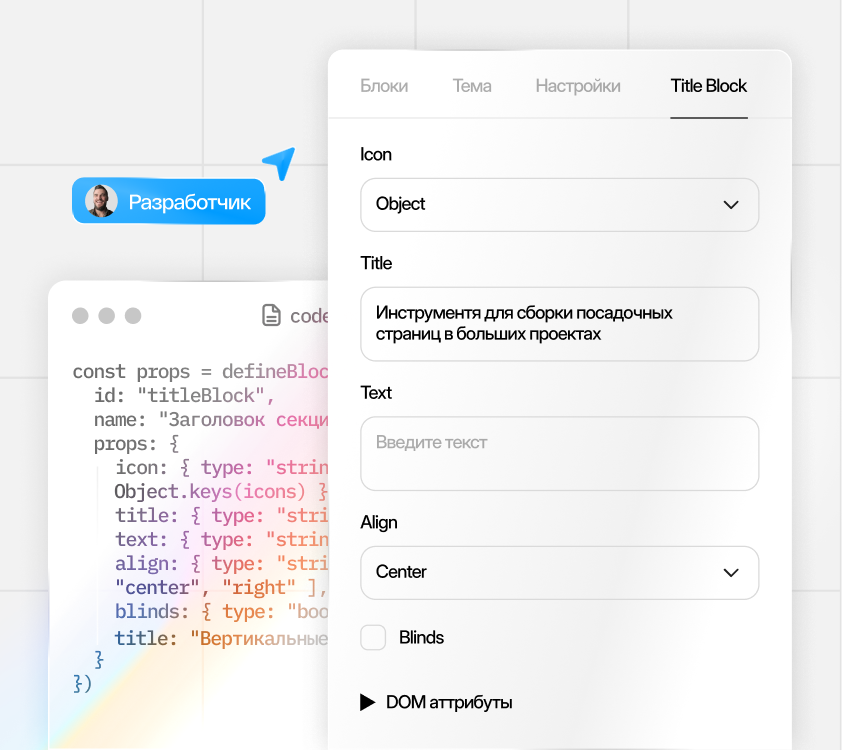 Блоки Тема Настройки Title Block
Icon
Object
Title
Инструментя для сборки посадочных
страниц в больших проектах
Text
Введите текст
Align
Center
Blinds
DOM аттрибуты
Разработчик
code
const props = defineBloc
id: "titleBlock",
name: "Заголовок секци
props: {
icon: { type: "strin
Object.keys(icons) }
title: { type: "stri
text: { type: "strin
align: { type: "stri
"center", "right" ],
blinds: { type: "boo
title: "Вертикальные
}
})